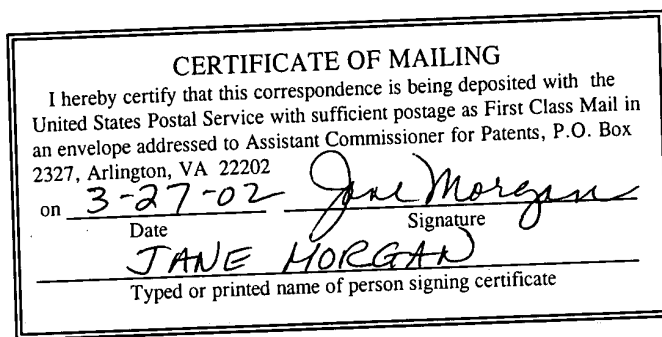 CERTIFICATE OF MAILING
I hereby certify that this correspondence is being deposited with the
United States Postal Service with sufficient postage as First Class Mail in
an envelope addressed to Assistant Commissioner for Patents, P.O. Box
2327, Arlington, VA 22202
on 3-27-02 Jane Morgan
Date Signature
JANE MORGAN
Typed or printed name of person signing certificate